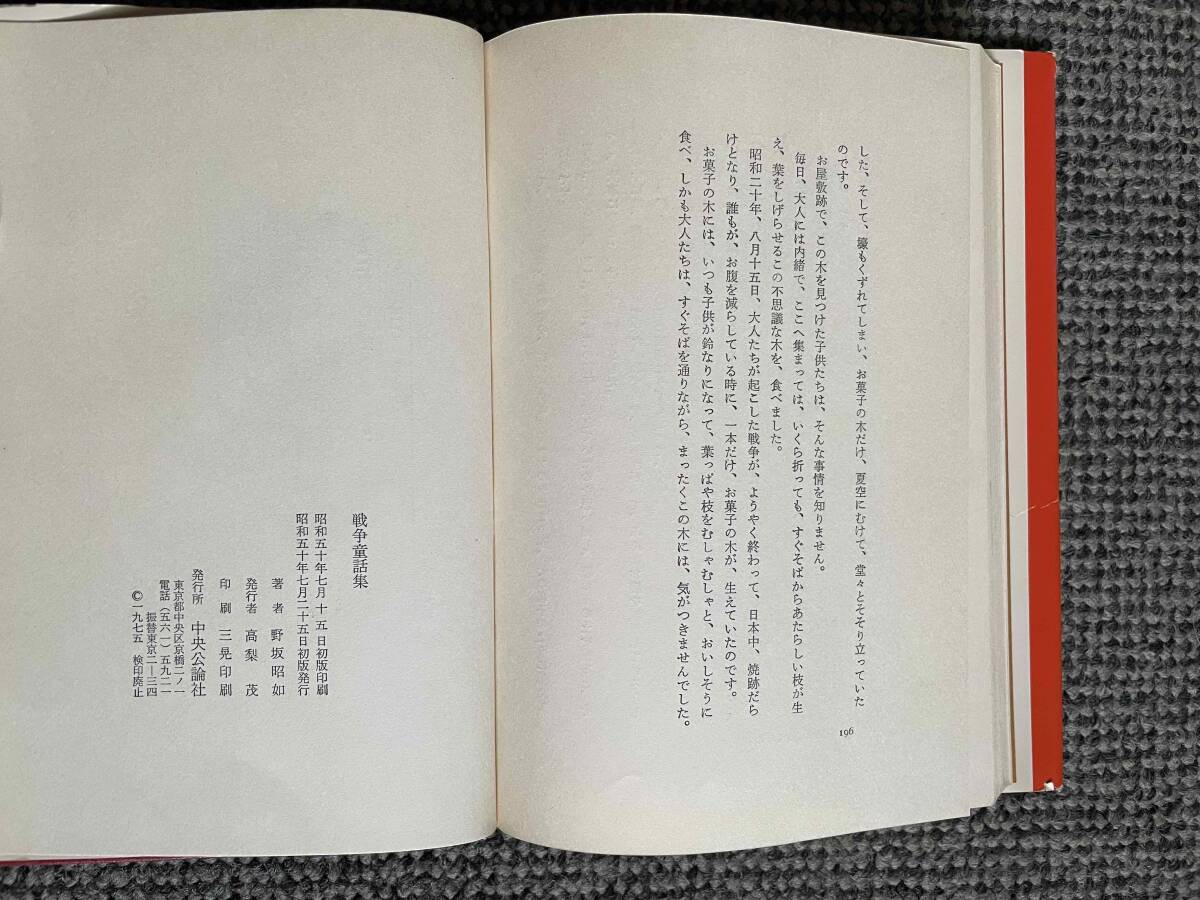 した、そして、壕もくずれてしまい、お菓子の木だけ、夏空にむけて、堂々とそそり立っていた
のです。
お屋敷跡で、この木を見つけた子供たちは、そんな事情を知りません。
毎日、大人には内緒で、ここへ集まっては、いくら折っても、すぐそばからあたらしい枝が生
え、葉をしげらせるこの不思議な木を、食べました。
昭和二十年、八月十五日、大人たちが起こした戦争が、ようやく終わって、日本中、焼跡だら
けとなり、誰もが、お腹を減らしている時に、一本だけ、お菓子の木が、生えていたのです。
お菓子の木には、いつも子供が鈴なりになって、葉っぱや枝をむしゃむしゃと、おいしそうに
食べ、しかも大人たちは、すぐそばを通りながら、まったくこの木には、気がつきませんでした。
196
戦争童話集
昭和五十年七月十五日初版印刷
昭和五十年七月二十五日初版発行
著者 野坂昭如
発行者 高梨茂
印刷 三晃印刷
発行所 中央公論社
東京都中央区京橋二ノ一
電話(五六一)五九二一
振替東京二―三四
©一九七五 検印廃止